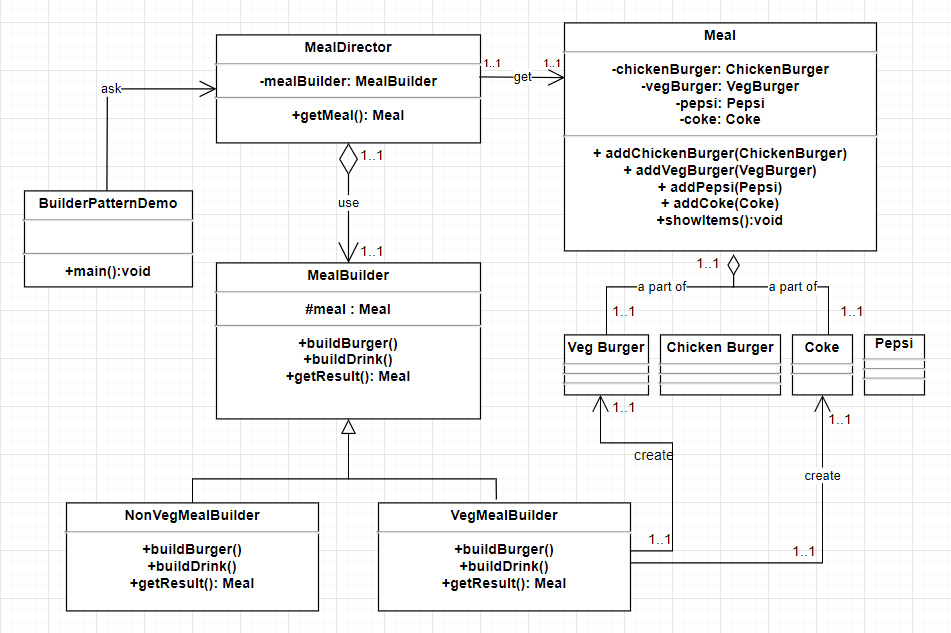 MealDirector
-mealBuilder: MealBuilder
+getMeal(): Meal
1..1
get
1..1
Meal
-chickenBurger: ChickenBurger
-vegBurger: VegBurger
-pepsi: Pepsi
-coke: Coke
+ addChickenBurger(ChickenBurger)
+ addVegBurger(VegBurger)
+ addPepsi(Pepsi)
+ addCoke(Coke)
+showItems():void
ask
1..1
use
1..1
BuilderPatternDemo
+main():void
MealBuilder
#meal : Meal
+buildBurger()
+buildDrink()
+getResult(): Meal
1..1
a part of
a part of
1..1
1..1
Veg Burger
Chicken Burger
Coke
Pepsi
1..1
1..1
create
create
1..1
1..1
NonVegMealBuilder
+buildBurger()
+buildDrink()
+getResult(): Meal
VegMealBuilder
+buildBurger()
+buildDrink()
+getResult(): Meal